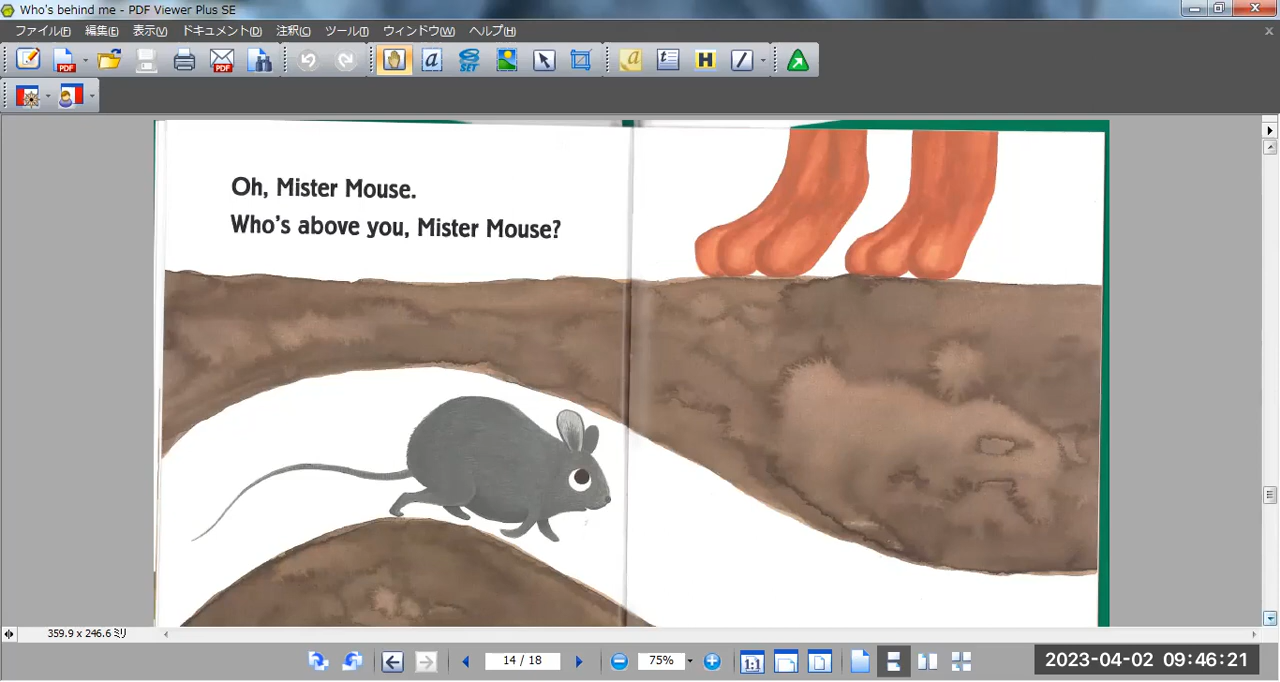 Who's behind me - PDF Viewer Plus SE
ファイル(F) 編集(E) 表示(V) ドキュメント(D) 注釈(C) ツール(T) ウィンドウ(W) ヘルプ(H)
Oh, Mister Mouse.
Who's above you, Mister Mouse?
359.9 x 246.6 ミリ
14 / 18
75%
1:1
2023-04-02 09:46:21